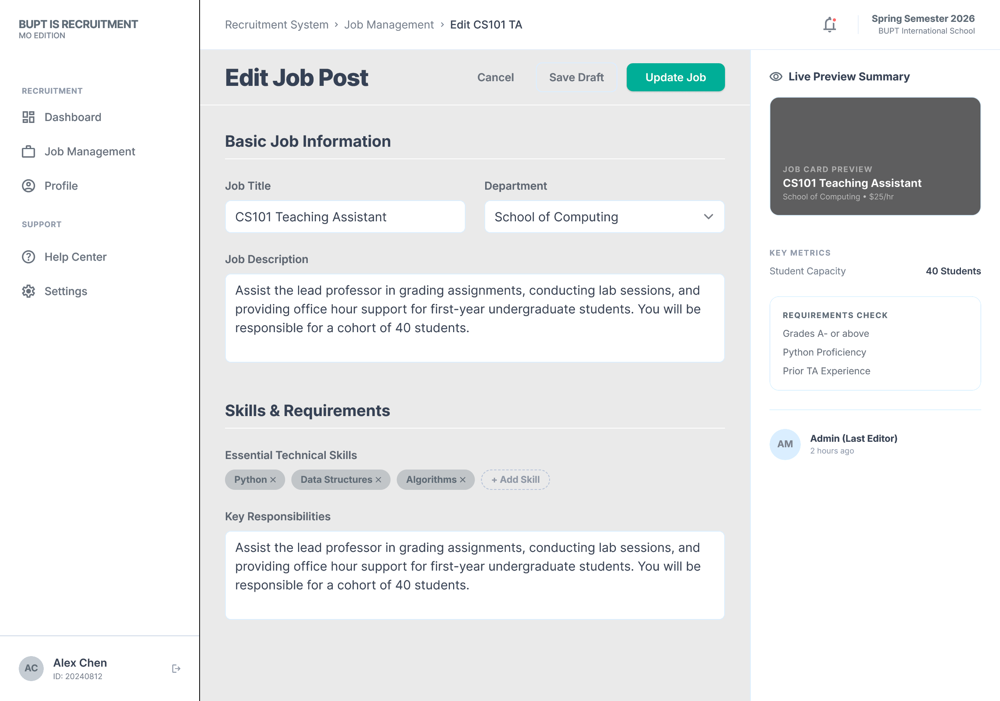 BUPT IS RECRUITMENT
MO EDITION
RECRUITMENT
Dashboard
Job Management
Profile
SUPPORT
Help Center
Settings
AC
Alex Chen
ID: 20240812
Recruitment System › Job Management › Edit CS101 TA
Spring Semester 2026
BUPT International School
Edit Job Post
Cancel
Save Draft
Update Job
Basic Job Information
Job Title
CS101 Teaching Assistant
Department
School of Computing
Job Description
Assist the lead professor in grading assignments, conducting lab sessions, and
providing office hour support for first-year undergraduate students. You will be
responsible for a cohort of 40 students.
Skills & Requirements
Essential Technical Skills
Python ×
Data Structures ×
Algorithms ×
+ Add Skill
Key Responsibilities
Assist the lead professor in grading assignments, conducting lab sessions, and
providing office hour support for first-year undergraduate students. You will be
responsible for a cohort of 40 students.
Live Preview Summary
JOB CARD PREVIEW
CS101 Teaching Assistant
School of Computing • $25/hr
KEY METRICS
Student Capacity 40 Students
REQUIREMENTS CHECK
Grades A- or above
Python Proficiency
Prior TA Experience
AM
Admin (Last Editor)
2 hours ago